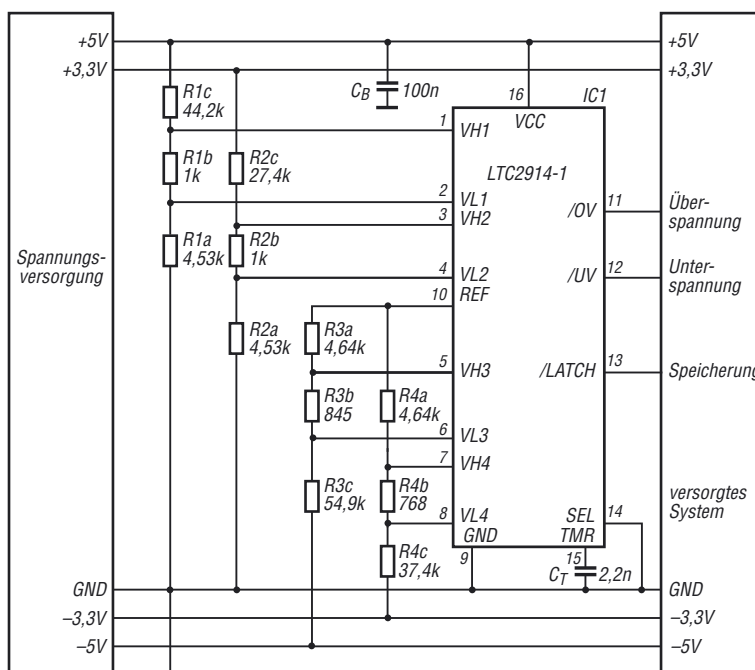 +5V
+5V
+3,3V
+3,3V
R1c
44,2k
CB
100n
16
IC1
VCC
1
VH1
LTC2914-1
R1b
1k
R2c
27,4k
2
VL1
3
VH2
/OV
11
Über-
spannung
Spannungs-
versorgung
R1a
4,53k
R2b
1k
4
VL2
10
REF
/UV
12
Unter-
spannung
R2a
4,53k
R3a
4,64k
5
VH3
/LATCH
13
Speicherung
R3b
845
R4a
4,64k
6
VL3
7
VH4
R3c
54,9k
R4b
768
8
VL4
GND
9
SEL
14
TMR
15
versorgtes
System
R4c
37,4k
CT
2,2n
GND
GND
–3,3V
–3,3V
–5V
–5V